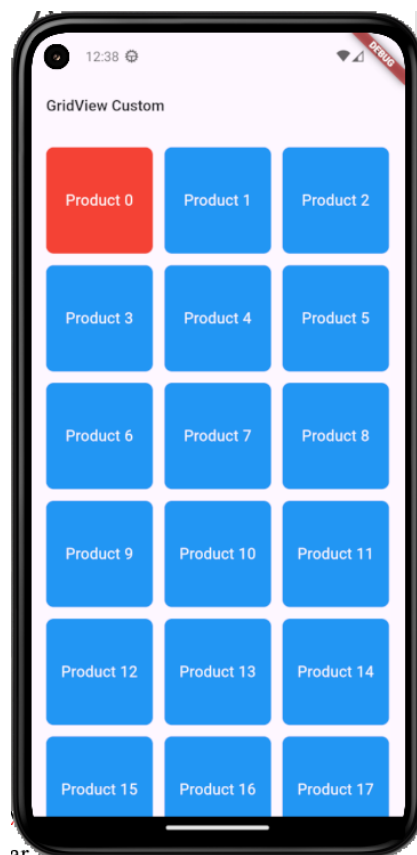 12:38
DEBUG
GridView Custom
Product 0 Product 1 Product 2
Product 3 Product 4 Product 5
Product 6 Product 7 Product 8
Product 9 Product 10 Product 11
Product 12 Product 13 Product 14
Product 15 Product 16 Product 17
ar